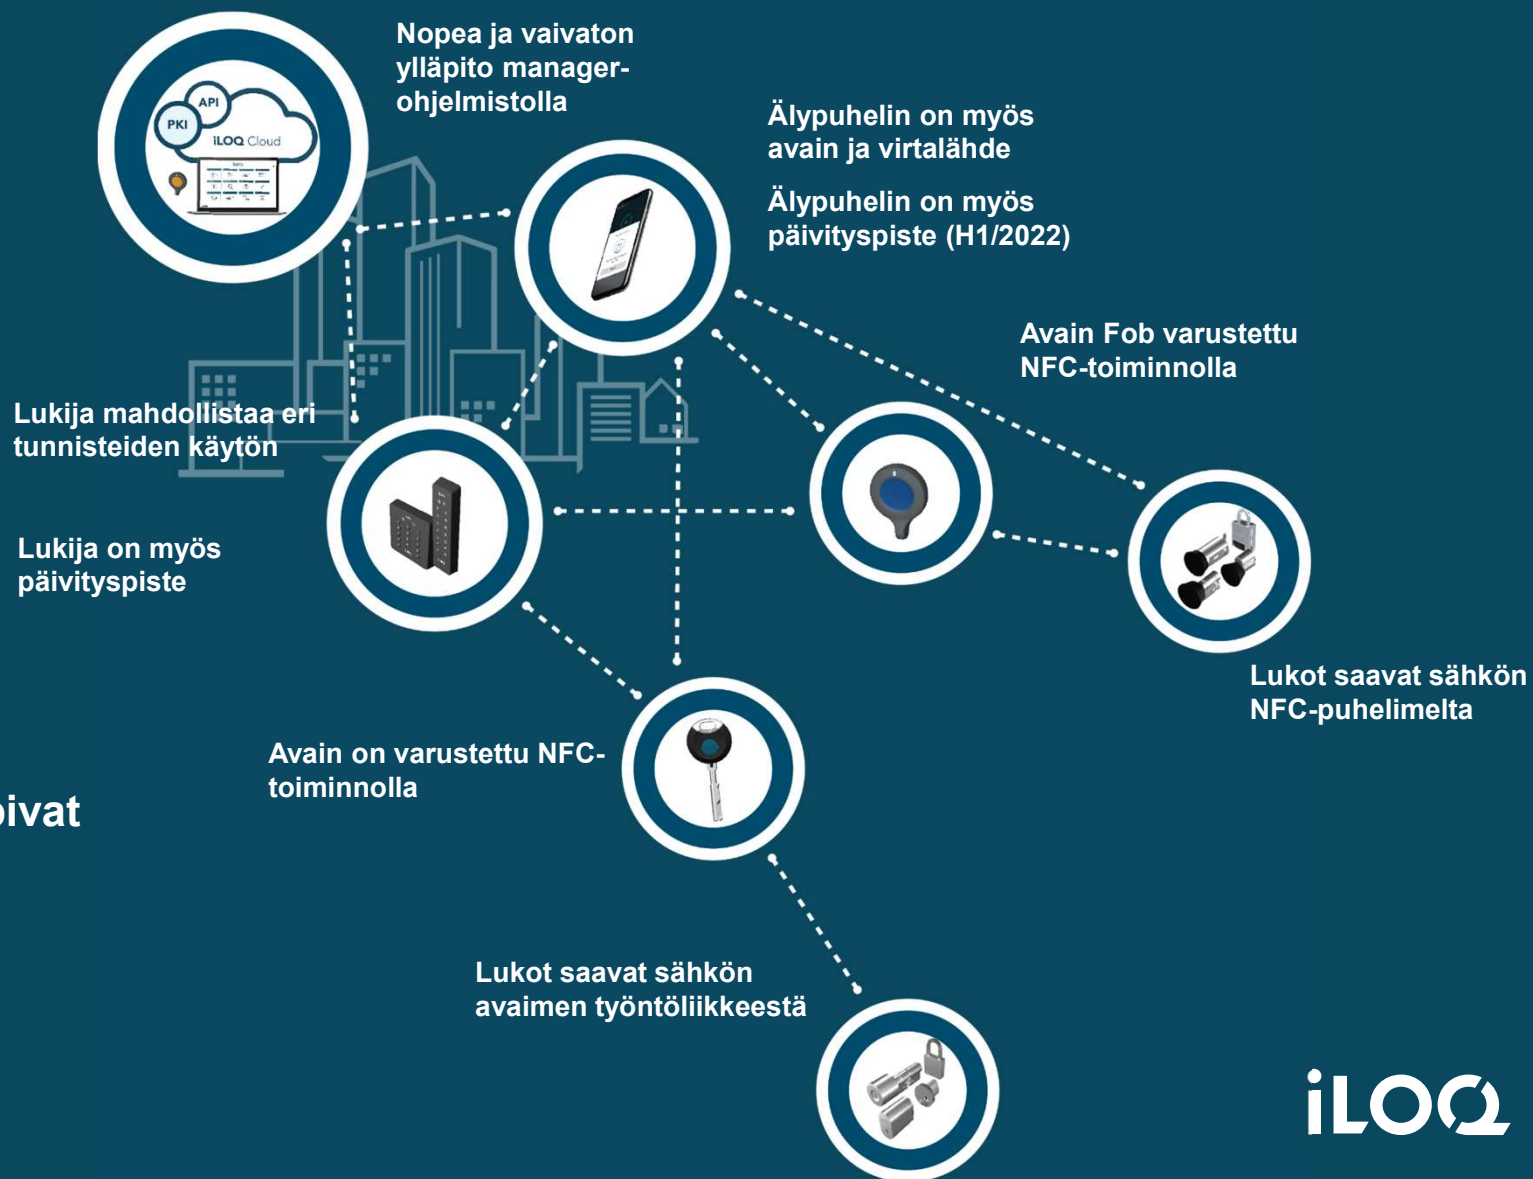 Nopea ja vaivaton
ylläpito manager-
ohjelmistolla
API
PKI
iLOQ Cloud
Älypuhelin on myös
avain ja virtalähde
Älypuhelin on myös
päivityspiste (H1/2022)
Avain Fob varustettu
NFC-toiminnolla
Lukija mahdollistaa eri
tunnisteiden käytön
Lukija on myös
päivityspiste
Lukot saavat sähkön
NFC-puhelimelta
Avain on varustettu NFC-
toiminnolla
ivat
Lukot saavat sähkön
avaimen työntöliikkeestä
iLOQ